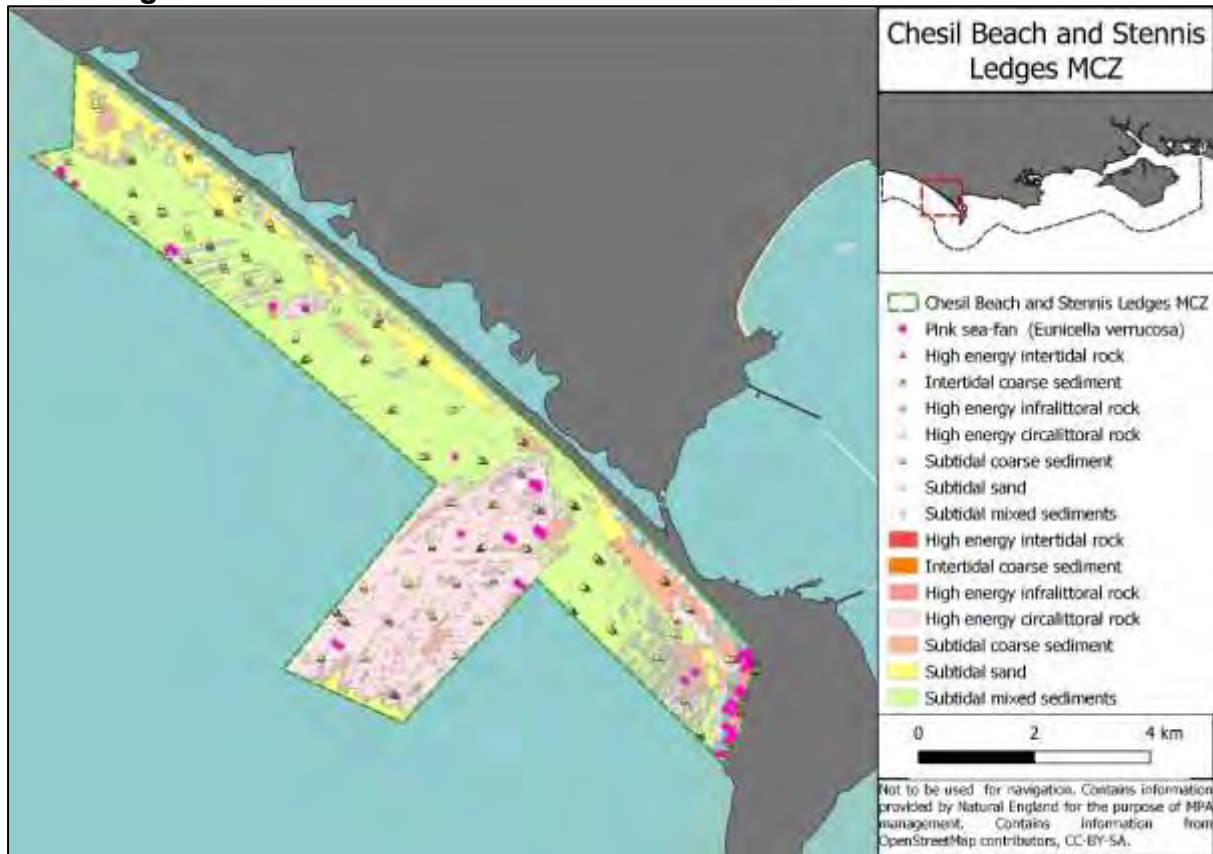 Chesil Beach and Stennis
Ledges MCZ
Chesil Beach and Stennis Ledges MCZ
Pink sea-fan (Eunicella verrucosa)
High energy intertidal rock
Intertidal coarse sediment
High energy infralittoral rock
High energy circalittoral rock
Subtidal coarse sediment
Subtidal sand
Subtidal mixed sediments
High energy intertidal rock
Intertidal coarse sediment
High energy infralittoral rock
High energy circalittoral rock
Subtidal coarse sediment
Subtidal sand
Subtidal mixed sediments
0 2 4 km
Not to be used for navigation. Contains information
provided by Natural England for the purpose of MPA
management. Contains information from
OpenStreetMap contributors, CC-BY-SA.